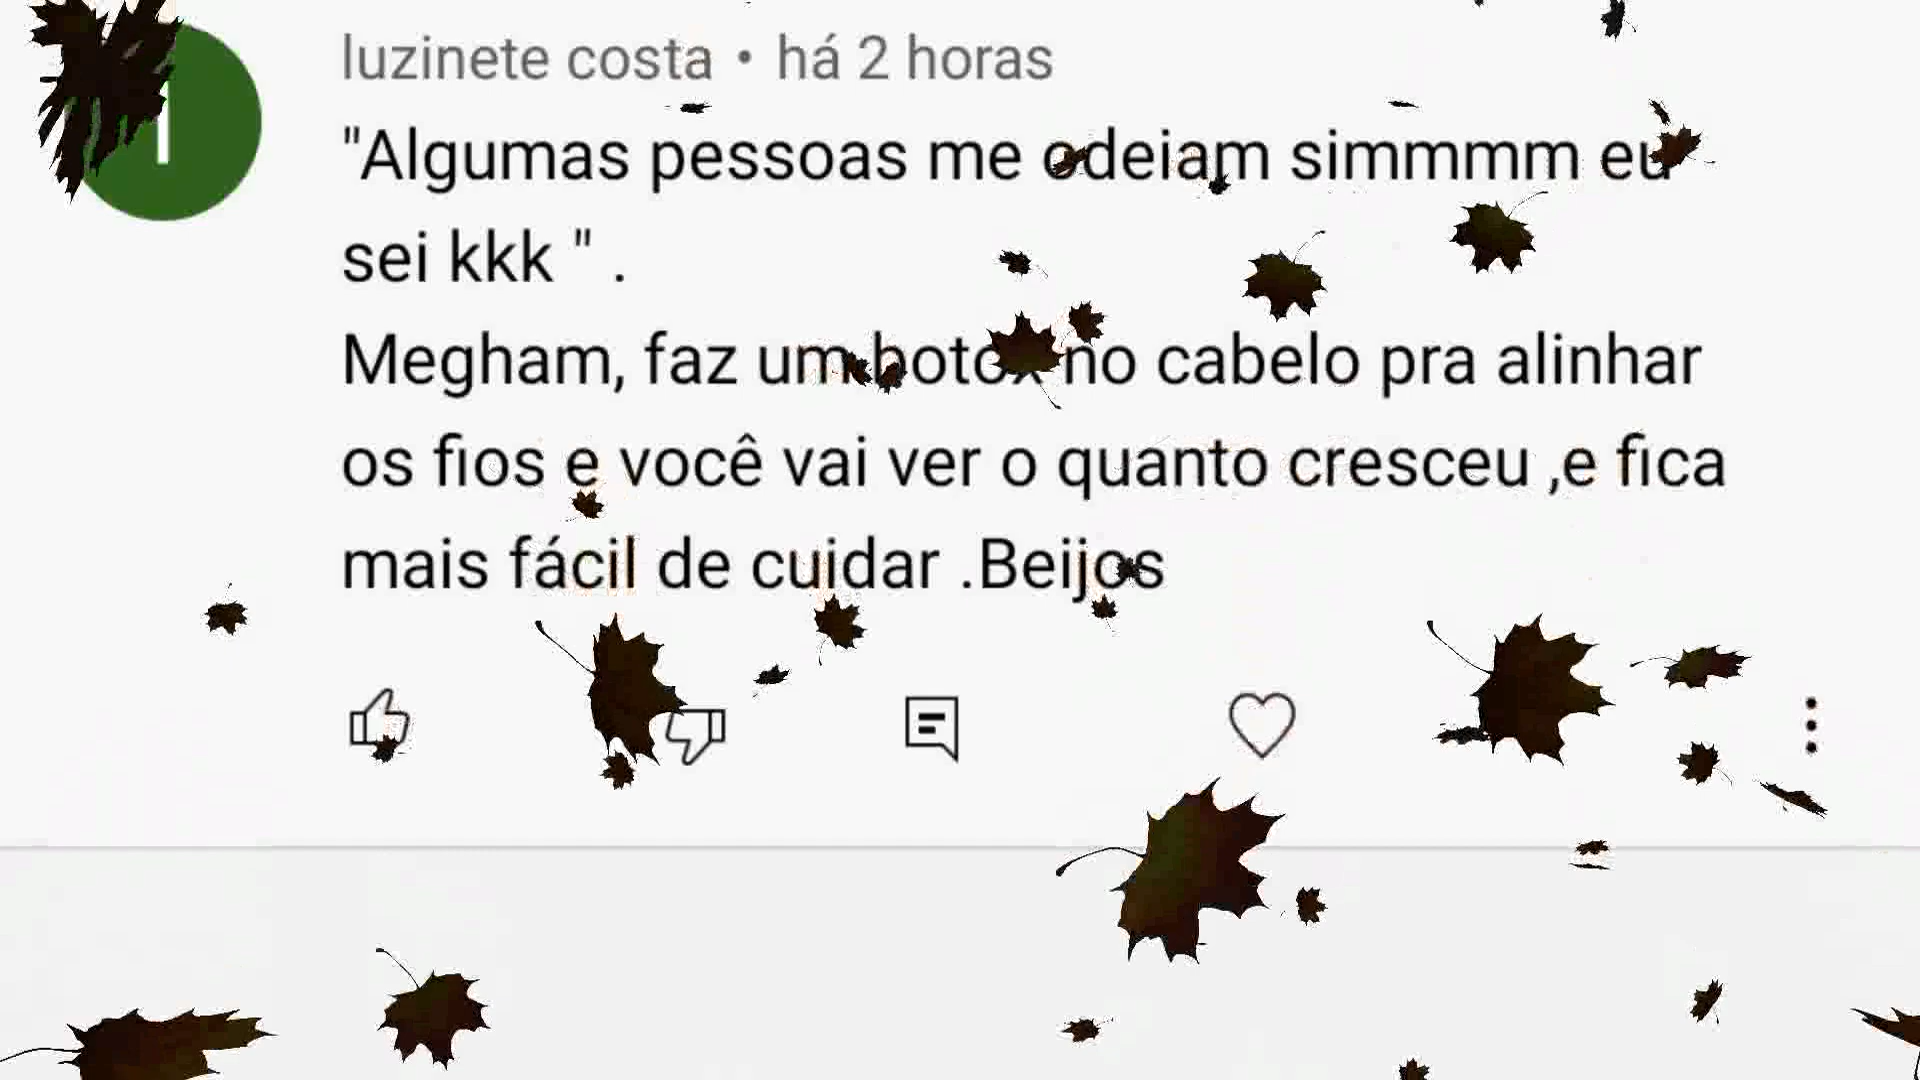 luzinete costa • há 2 horas
"Algumas pessoas me odeiam simmmm eu
sei kkk " .
Megham, faz um botox no cabelo pra alinhar
os fios e você vai ver o quanto cresceu ,e fica
mais fácil de cuidar .Beijos